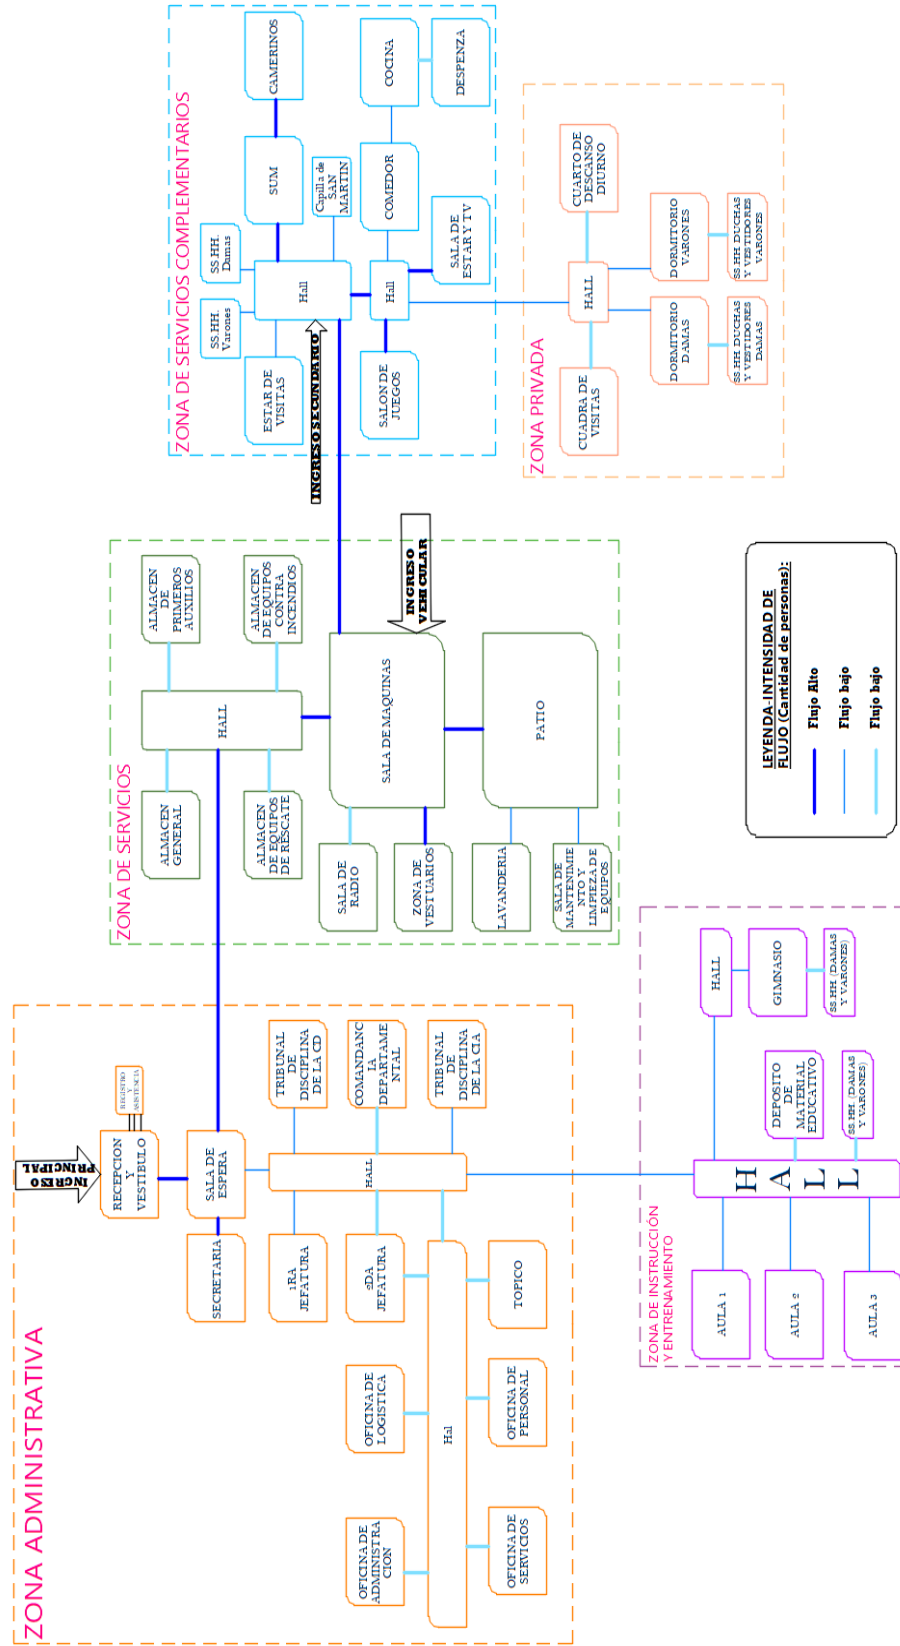 ZONA ADMINISTRATIVA
INGRESO
PRINCIPAL
RECEPCION
Y
VESTIBULO
REGISTRO
Y
ASISTENCIA
SALA DE
ESPERA
SECRETARIA
TRIBUNAL
DE
DISCIPLINA
DE LA CD
1RA
JEFATURA
HALL
COMANDANC
IA
DEPARTAME
NTAL
2DA
JEFATURA
TRIBUNAL
DE
DISCIPLINA
DE LA CIA
OFICINA DE
ADMINISTRA
CION
OFICINA DE
LOGISTICA
Hal
OFICINA DE
SERVICIOS
OFICINA DE
PERSONAL
TOPICO
ZONA DE SERVICIOS
ALMACEN
GENERAL
ALMACEN
DE
PRIMEROS
AUXILIOS
HALL
ALMACEN
DE EQUIPOS
DE RESCATE
ALMACEN
DE EQUIPOS
CONTRA
INCENDIOS
SALA DE
RADIO
SALA DE MAQUINAS
INGRESO
VEHICULAR
ZONA DE
VESTUARIOS
LAVANDERIA
PATIO
SALA DE
MANTENIMIE
NTO Y
LIMPIEZA DE
EQUIPOS
ZONA DE SERVICIOS COMPLEMENTARIOS
SS.HH.
Varones
SS.HH.
Damas
ESTAR DE
VISITAS
SUM
CAMERINOS
Hall
Capilla de
SAN
MARTIN
INGRESO SECUNDARIO
SALON DE
JUEGOS
Hall
COMEDOR
COCINA
SALA DE
ESTAR Y TV
DESPENZA
ZONA PRIVADA
CUADRA DE
VISITAS
HALL
CUARTO DE
DESCANSO
DIURNO
DORMITORIO
DAMAS
DORMITORIO
VARONES
SS.HH. DUCHAS
Y VESTIDORES
DAMAS
SS.HH. DUCHAS
Y VESTIDORES
VARONES
ZONA DE INSTRUCCIÓN
Y ENTRENAMIENTO
AULA 1
AULA 2
AULA 3
HALL
DEPOSITO
DE
MATERIAL
EDUCATIVO
SS.HH. (DAMAS
Y VARONES)
HALL
GIMNASIO
SS.HH. (DAMAS
Y VARONES)
LEYENDA-INTENSIDAD DE
FLUJO (Cantidad de personas):
Flujo Alto
Flujo bajo
Flujo bajo